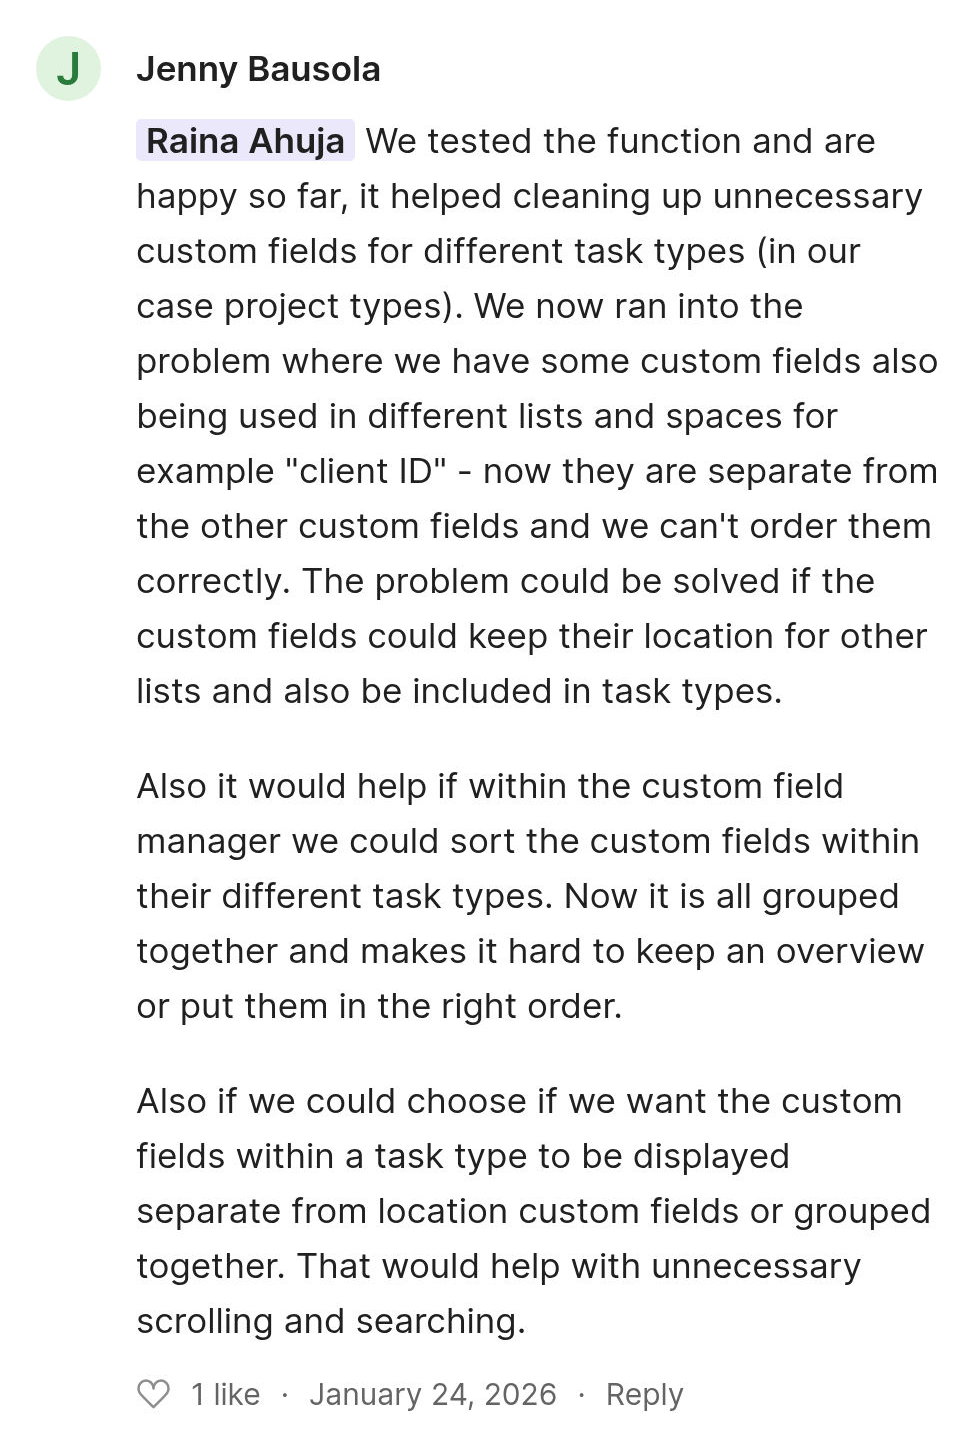 J
Jenny Bausola
Raina Ahuja We tested the function and are
happy so far, it helped cleaning up unnecessary
custom fields for different task types (in our
case project types). We now ran into the
problem where we have some custom fields also
being used in different lists and spaces for
example "client ID" - now they are separate from
the other custom fields and we can't order them
correctly. The problem could be solved if the
custom fields could keep their location for other
lists and also be included in task types.
Also it would help if within the custom field
manager we could sort the custom fields within
their different task types. Now it is all grouped
together and makes it hard to keep an overview
or put them in the right order.
Also if we could choose if we want the custom
fields within a task type to be displayed
separate from location custom fields or grouped
together. That would help with unnecessary
scrolling and searching.
1 like · January 24, 2026 · Reply